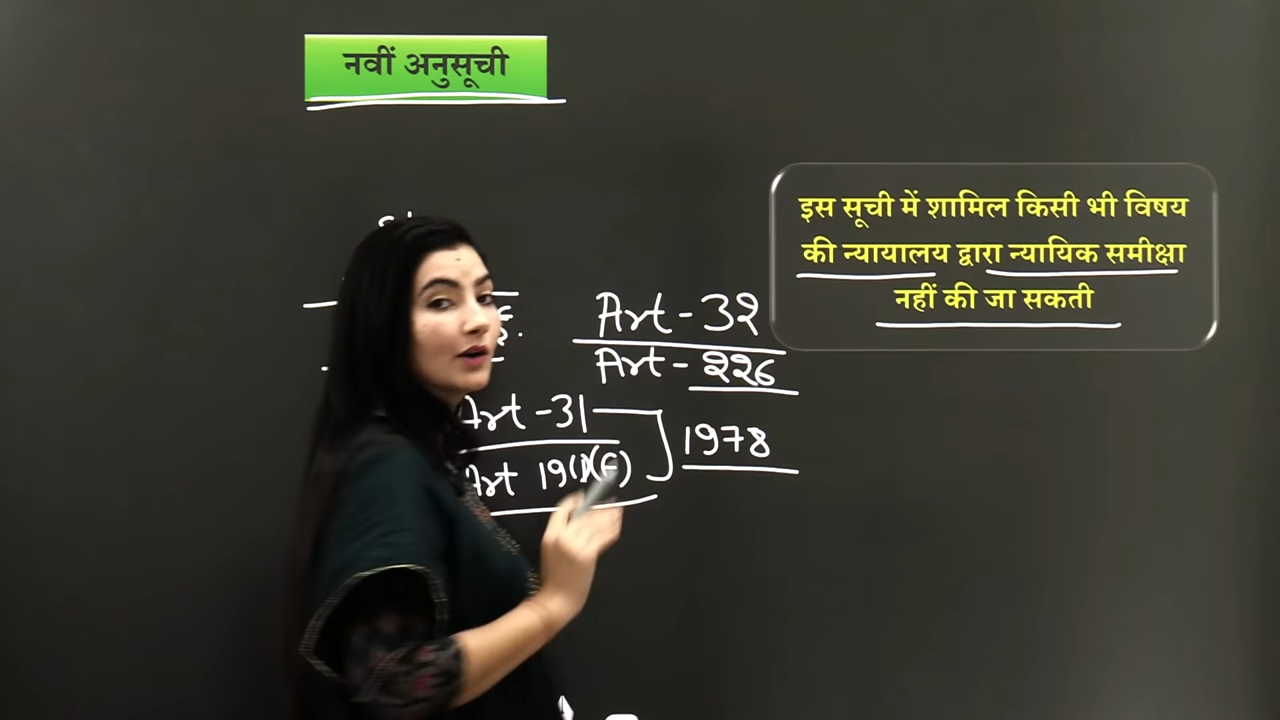 नवीं अनुसूची
इस सूची में शामिल किसी भी विषय
की न्यायालय द्वारा न्यायिक समीक्षा
नहीं की जा सकती
Art - 32
Art - 226
Art - 31
1978
Art 19(1)(F)